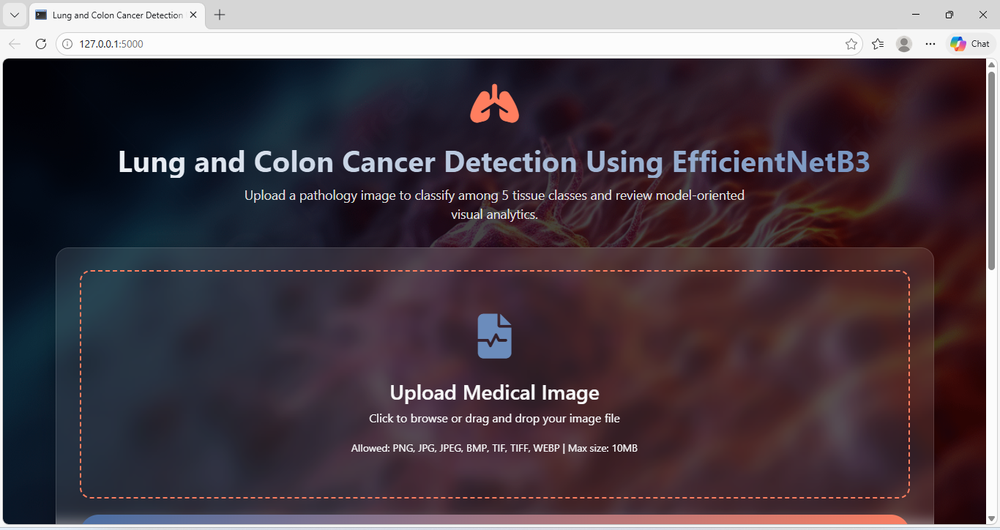 Lung and Colon Cancer Detection
127.0.0.1:5000
Chat
Lung and Colon Cancer Detection Using EfficientNetB3
Upload a pathology image to classify among 5 tissue classes and review model-oriented
visual analytics.
Upload Medical Image
Click to browse or drag and drop your image file
Allowed: PNG, JPG, JPEG, BMP, TIF, TIFF, WEBP | Max size: 10MB